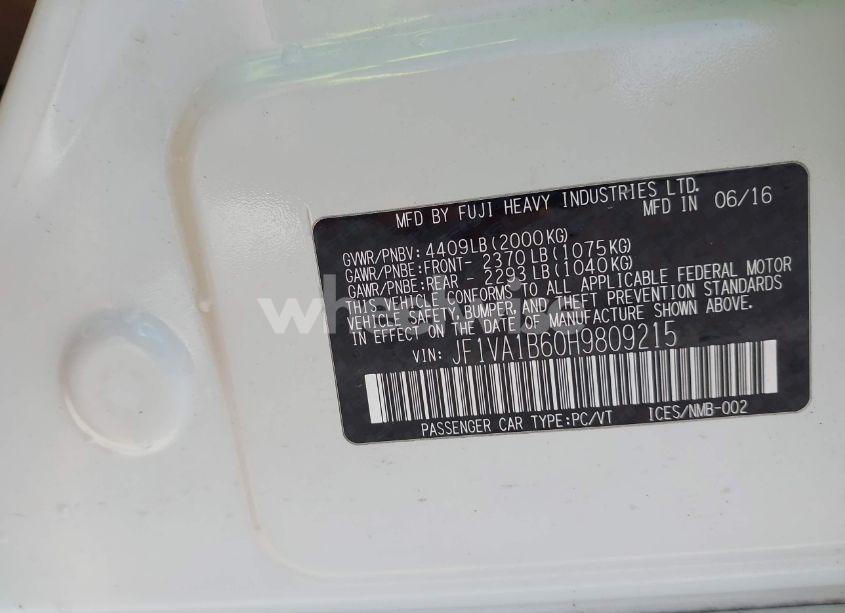 MFD BY FUJI HEAVY INDUSTRIES LTD.
MFD IN 06/16
GVWR/PNBV: 4409LB(2000KG)
GAWR/PNBE:FRONT- 2370LB(1075KG)
GAWR/PNBE:REAR - 2293LB(1040KG)
THIS VEHICLE CONFORMS TO ALL APPLICABLE FEDERAL MOTOR
VEHICLE SAFETY, BUMPER, AND THEFT PREVENTION STANDARDS
IN EFFECT ON THE DATE OF MANUFACTURE SHOWN ABOVE.
VIN: JF1VA1B60H9809215
PASSENGER CAR TYPE:PC/VT ICES/NMB-002